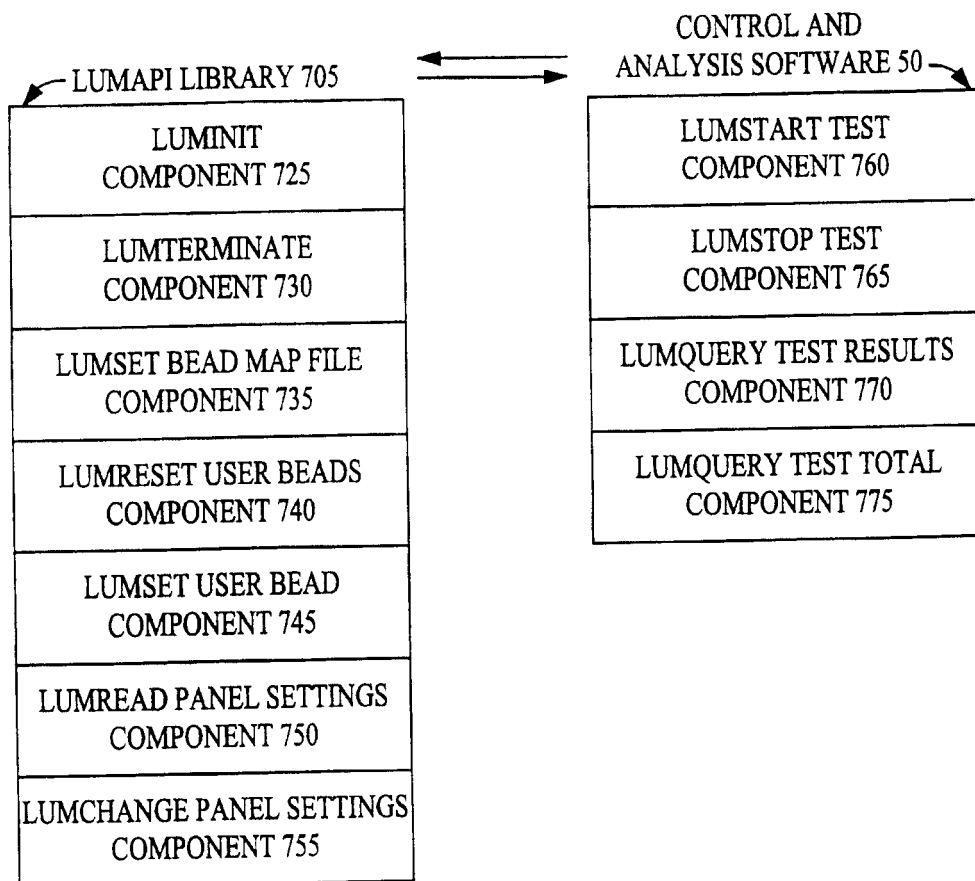 LUMAPI LIBRARY 705
LUMINIT
COMPONENT 725
LUMTERMINATE
COMPONENT 730
LUMSET BEAD MAP FILE
COMPONENT 735
LUMRESET USER BEADS
COMPONENT 740
LUMSET USER BEAD
COMPONENT 745
LUMREAD PANEL SETTINGS
COMPONENT 750
LUMCHANGE PANEL SETTINGS
COMPONENT 755
CONTROL AND
ANALYSIS SOFTWARE 50
LUMSTART TEST
COMPONENT 760
LUMSTOP TEST
COMPONENT 765
LUMQUERY TEST RESULTS
COMPONENT 770
LUMQUERY TEST TOTAL
COMPONENT 775